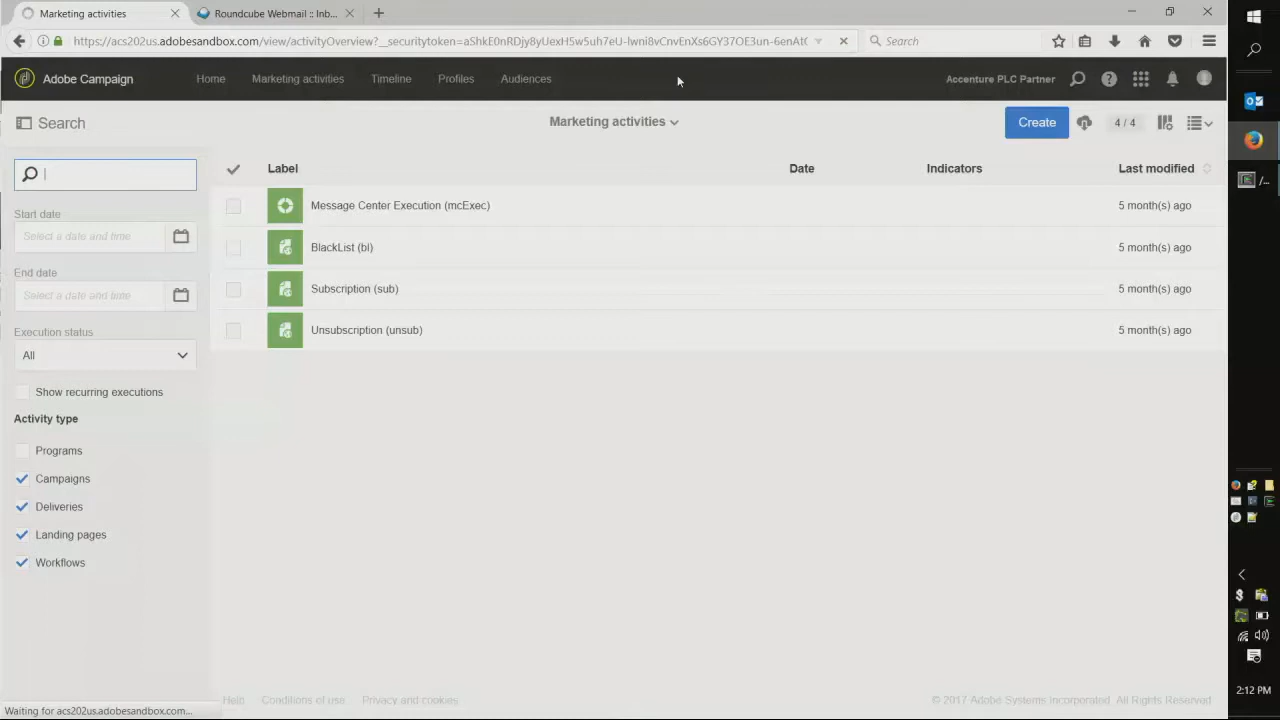 Marketing activities
Roundcube Webmail :: Inb...
https://acs202us.adobesandbox.com/view/activityOverview?__securitytoken=
Search
Adobe Campaign
Home
Marketing activities
Timeline
Profiles
Audiences
Accenture PLC Partner
Search
Marketing activities
Create
4 / 4
Label
Date
Indicators
Last modified
Start date
Select a date and time
End date
Select a date and time
Execution status
All
Show recurring executions
Activity type
Programs
Campaigns
Deliveries
Landing pages
Workflows
Message Center Execution (mcExec)
5 month(s) ago
BlackList (bl)
5 month(s) ago
Subscription (sub)
5 month(s) ago
Unsubscription (unsub)
5 month(s) ago
Help
Conditions of use
Privacy and cookies
© 2017 Adobe Systems Incorporated. All Rights Reserved
Waiting for acs202us.adobesandbox.com...
/...
2:12 PM